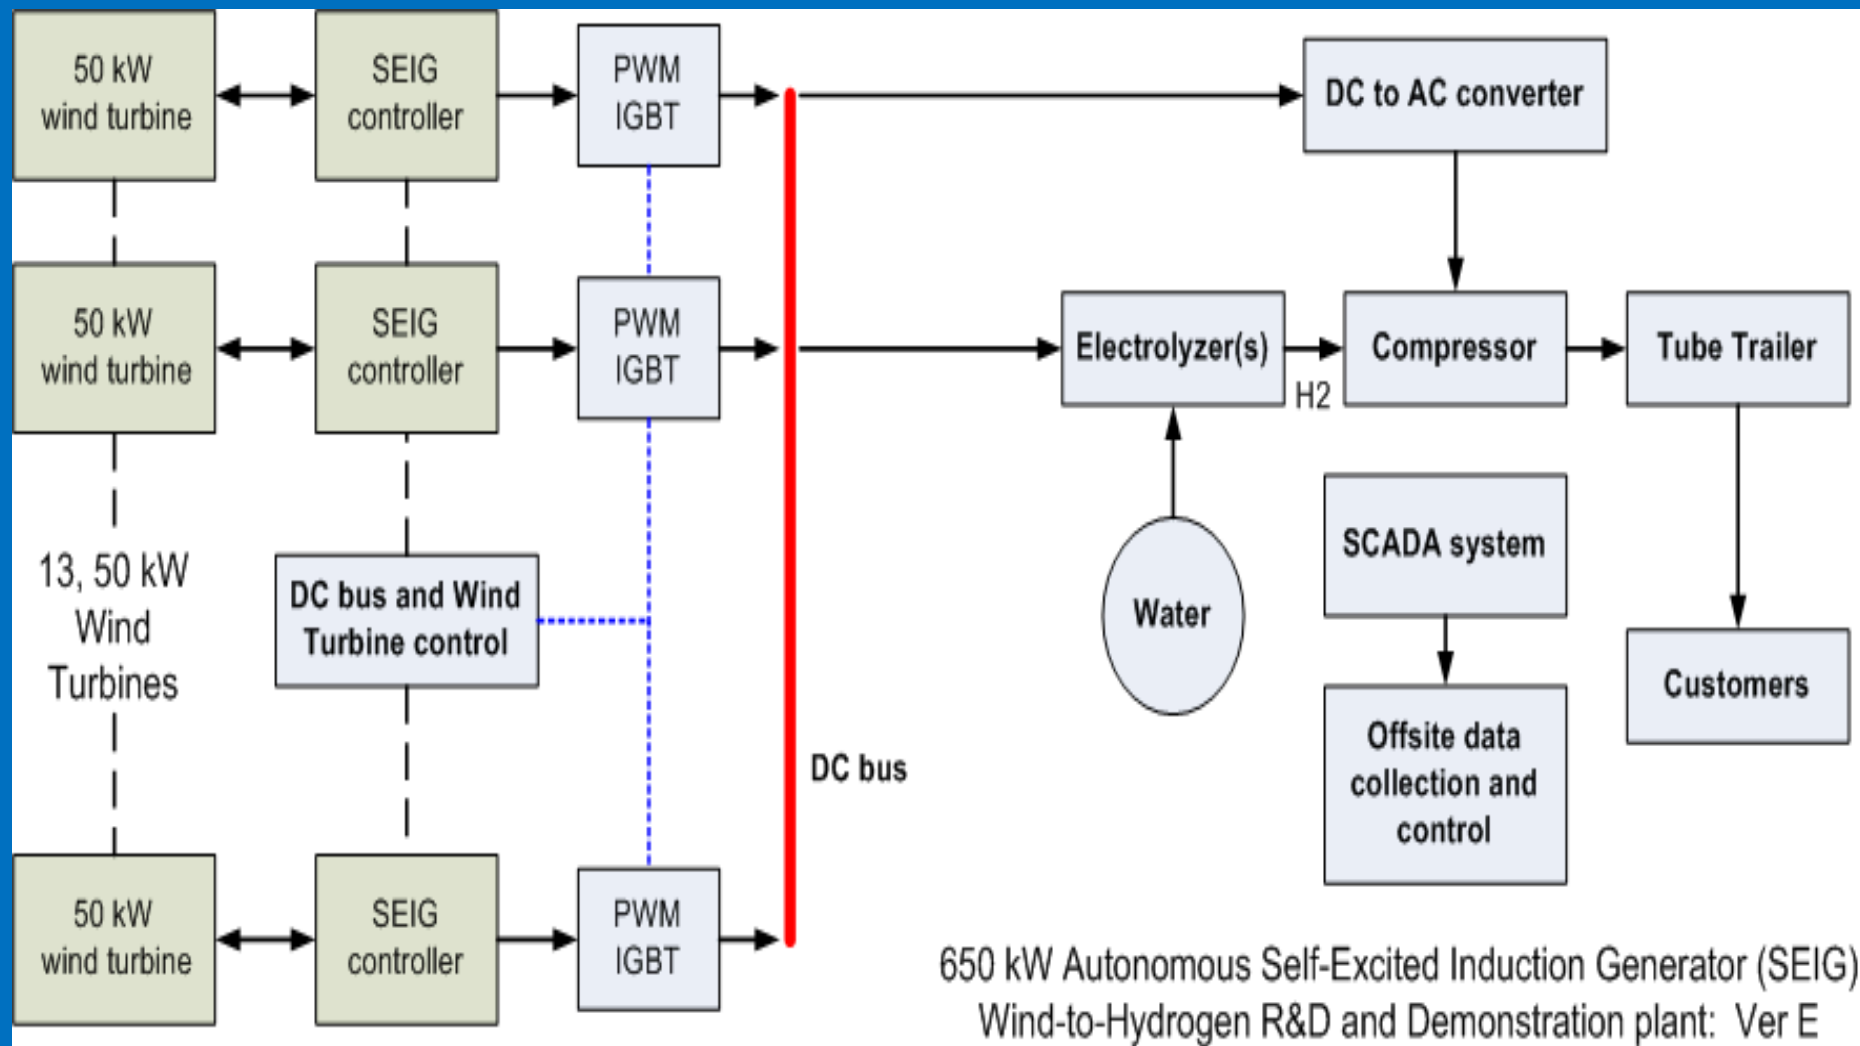 50 kW
wind turbine
SEIG
controller
PWM
IGBT
DC to AC converter
50 kW
wind turbine
SEIG
controller
PWM
IGBT
Electrolyzer(s)
H2
Compressor
Tube Trailer
13, 50 kW
Wind
Turbines
DC bus and Wind
Turbine control
Water
SCADA system
Customers
Offsite data
collection and
control
DC bus
50 kW
wind turbine
SEIG
controller
PWM
IGBT
650 kW Autonomous Self-Excited Induction Generator (SEIG)
Wind-to-Hydrogen R&D and Demonstration plant: Ver E